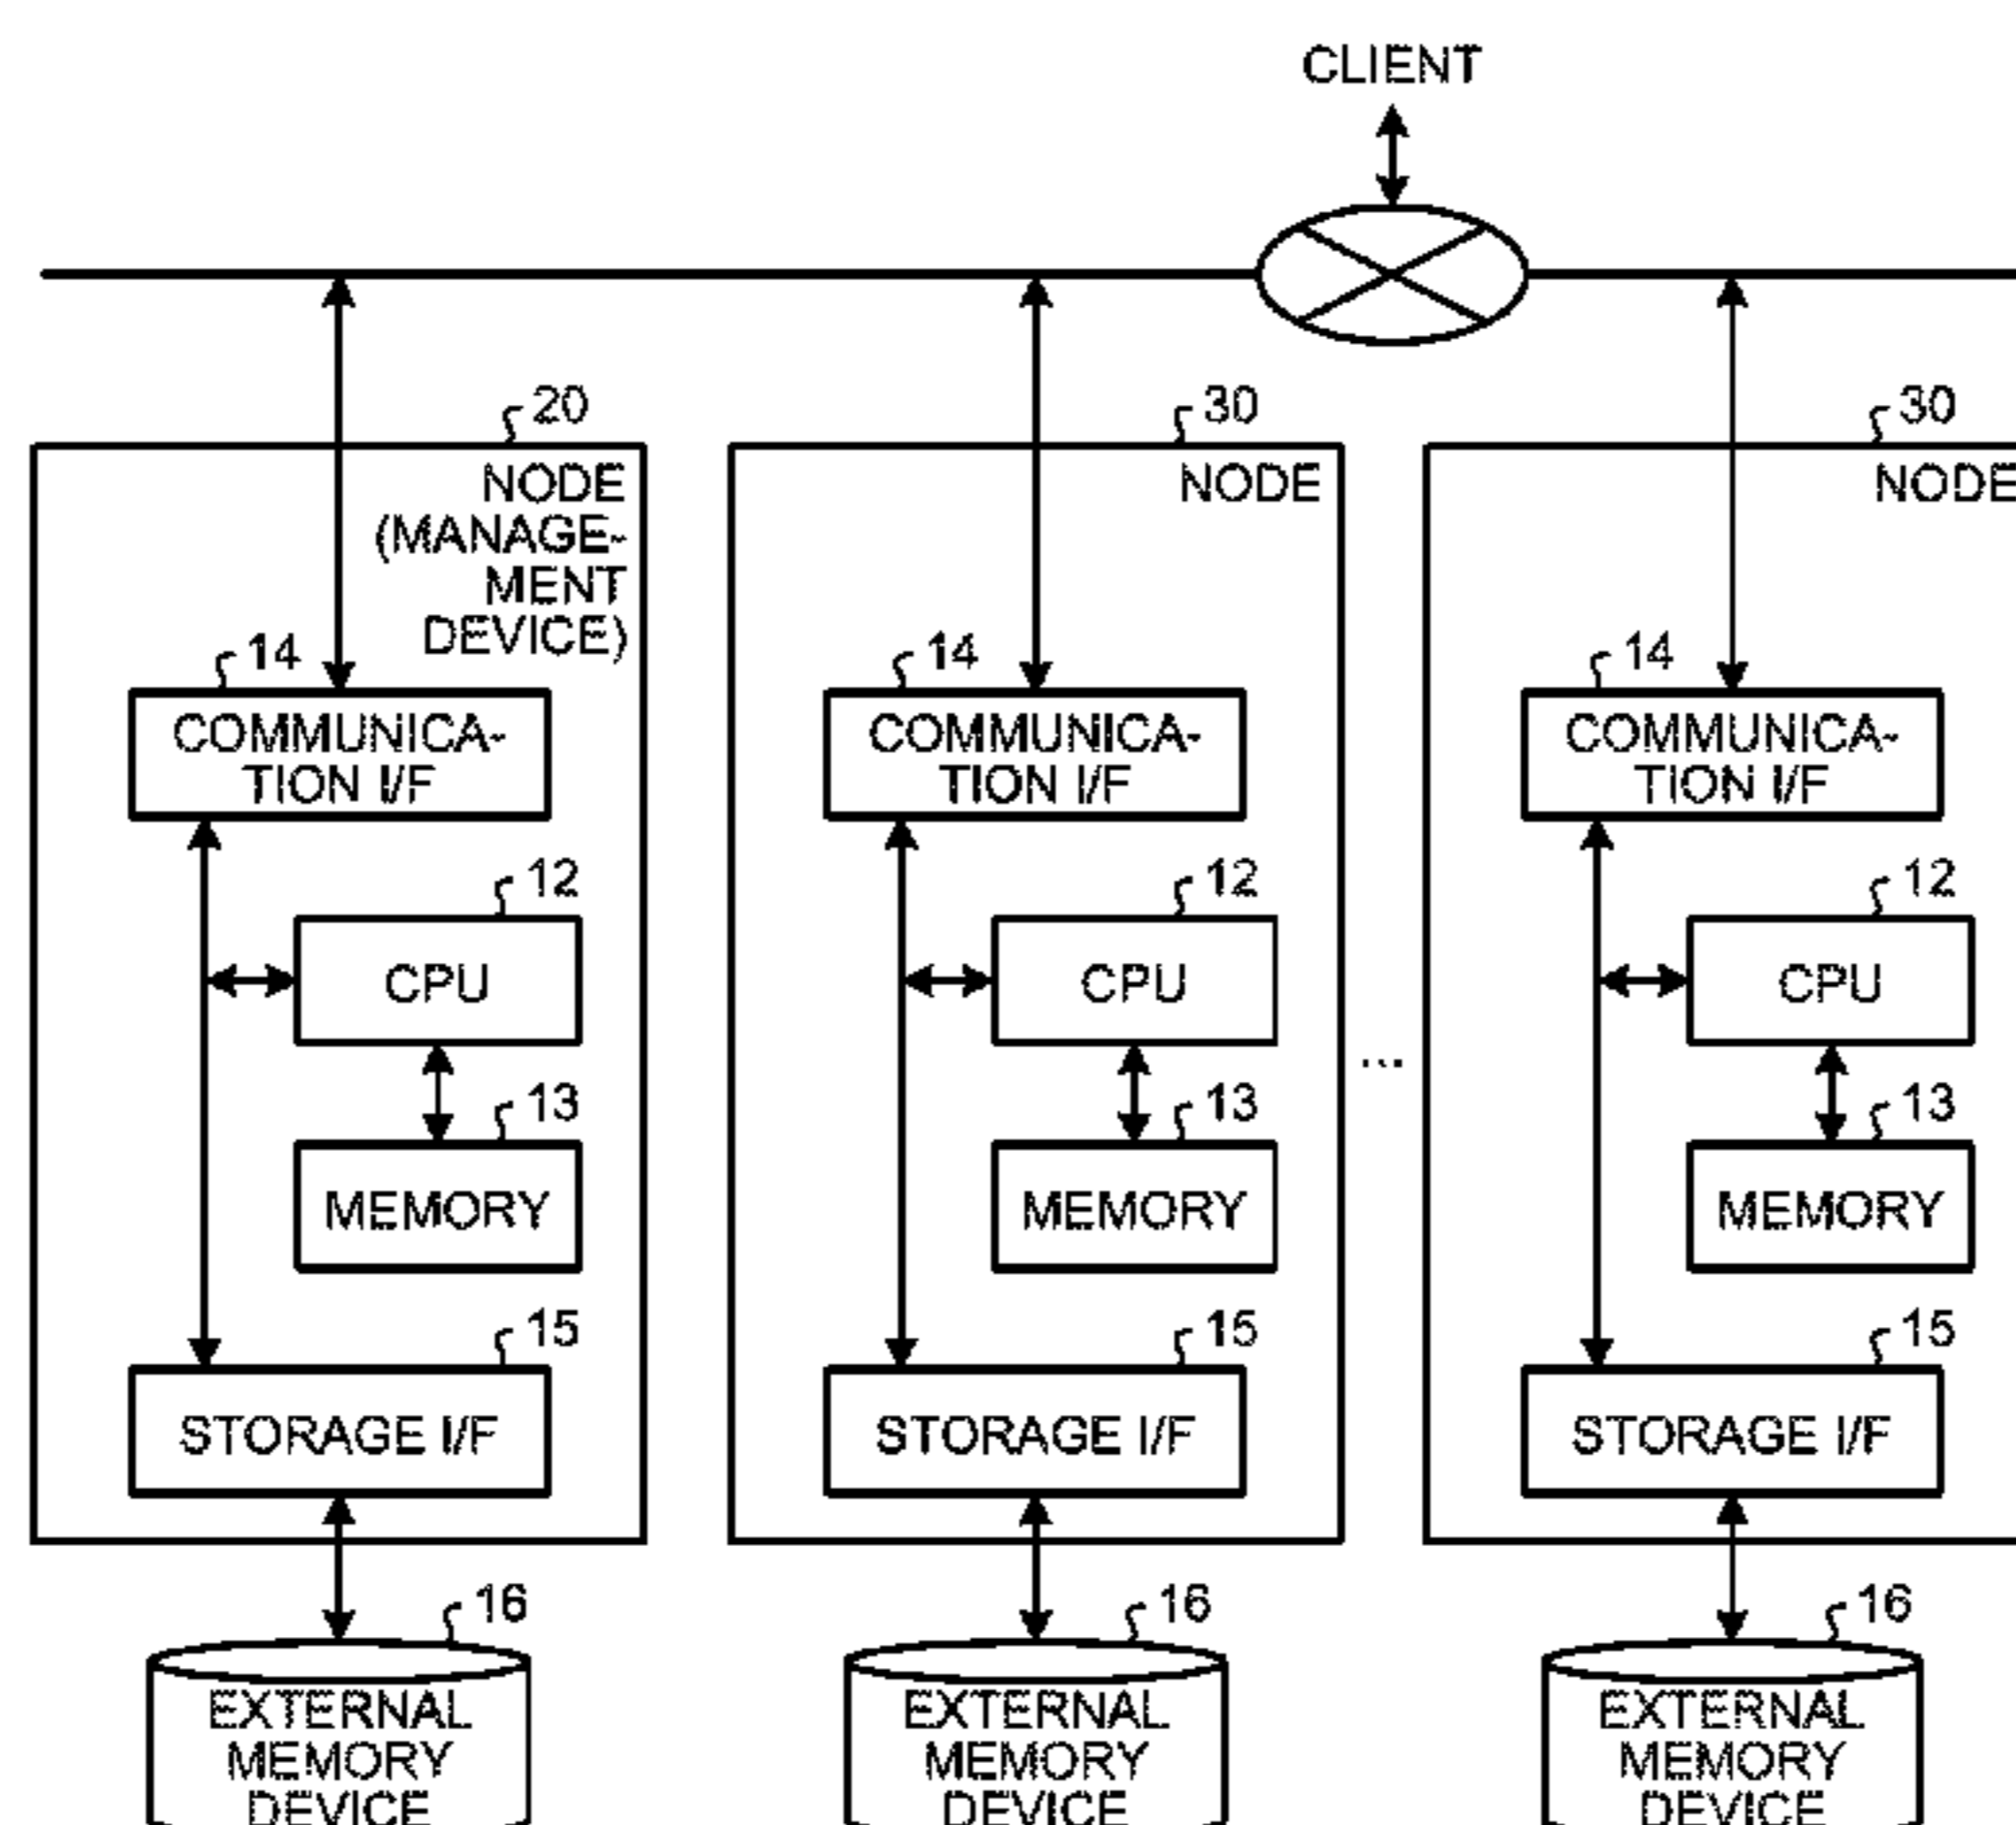 CLIENT
20
NODE
(MANAGE-
MENT
DEVICE)
14
COMMUNICA-
TION I/F
12
CPU
13
MEMORY
15
STORAGE I/F
16
EXTERNAL
MEMORY
DEVICE
30
NODE
14
COMMUNICA-
TION I/F
12
CPU
13
MEMORY
15
STORAGE I/F
16
EXTERNAL
MEMORY
DEVICE
...
30
NODE
14
COMMUNICA-
TION I/F
12
CPU
13
MEMORY
15
STORAGE I/F
16
EXTERNAL
MEMORY
DEVICE